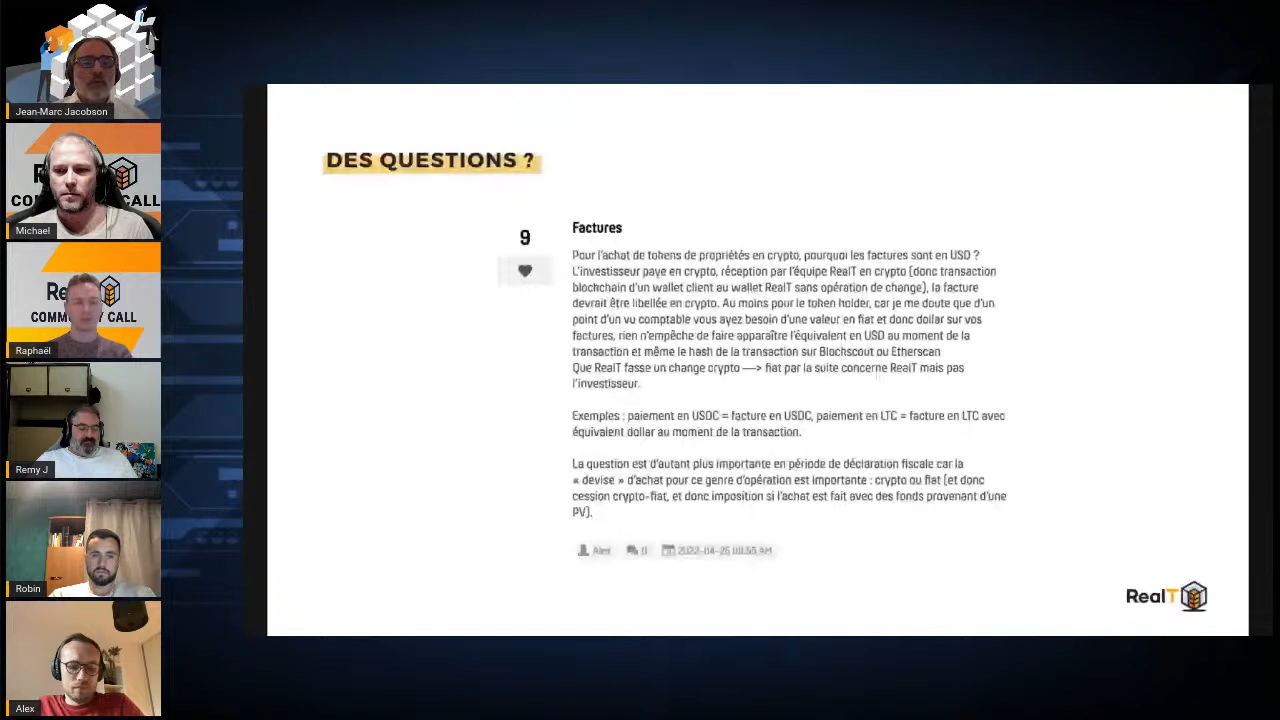 Jean-Marc Jacobson
COMMUNITY CALL
Michael
COMMUNITY CALL
Raphaël
Remy J
Robin
Alex
DES QUESTIONS ?
9
Factures
Pour l'achat de tokens de propriétés en crypto, pourquoi les factures sont en USD ?
L'investisseur paye en crypto, réception par l'équipe RealT en crypto (donc transaction
blockchain d'un wallet client au wallet RealT sans opération de change), la facture
devrait être libellée en crypto. Au moins pour le token holder, car je me doute que d'un
point d'un vu comptable vous ayez besoin d'une valeur en fiat et donc dollar sur vos
factures, rien n'empêche de faire apparaître l'équivalent en USD au moment de la
transaction et même le hash de la transaction sur Blochscout ou Etherscan
Que RealT fasse un change crypto —> fiat par la suite concerne RealT mais pas
l'investisseur.
Exemples : paiement en USDC = facture en USDC, paiement en LTC = facture en LTC avec
équivalent dollar au moment de la transaction.
La question est d'autant plus importante en période de déclaration fiscale car la
« devise » d'achat pour ce genre d'opération est importante : crypto ou fiat (et donc
cession crypto-fiat, et donc imposition si l'achat est fait avec des fonds provenant d'une
PV).
Alex 0
RealT